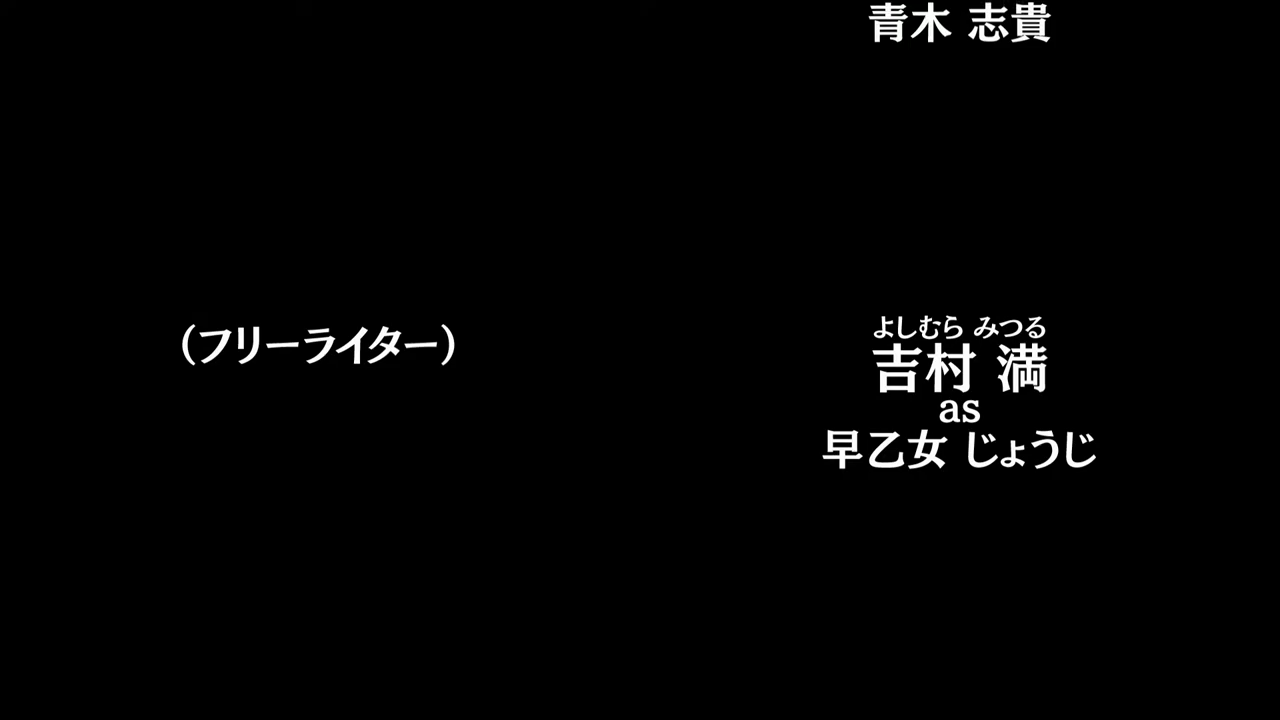 青木 志貴
（フリーライター）
よしむら みつる
吉村 満
as
早乙女 じょうじ